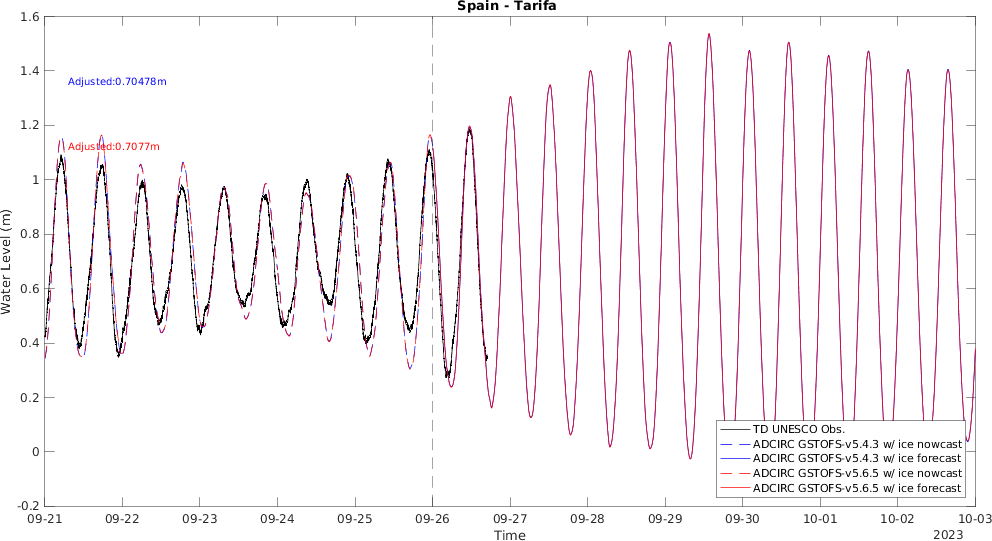 Spain - Tarifa
1.6
1.4
1.2
1
0.8
0.6
0.4
0.2
0
-0.2
Water Level (m)
Adjusted:0.70478m
Adjusted:0.7077m
TD UNESCO Obs.
ADCIRC GSTOFS-v5.4.3 w/ ice nowcast
ADCIRC GSTOFS-v5.4.3 w/ ice forecast
ADCIRC GSTOFS-v5.6.5 w/ ice nowcast
ADCIRC GSTOFS-v5.6.5 w/ ice forecast
09-21 09-22 09-23 09-24 09-25 09-26 09-27 09-28 09-29 09-30 10-01 10-02 10-03
Time
2023